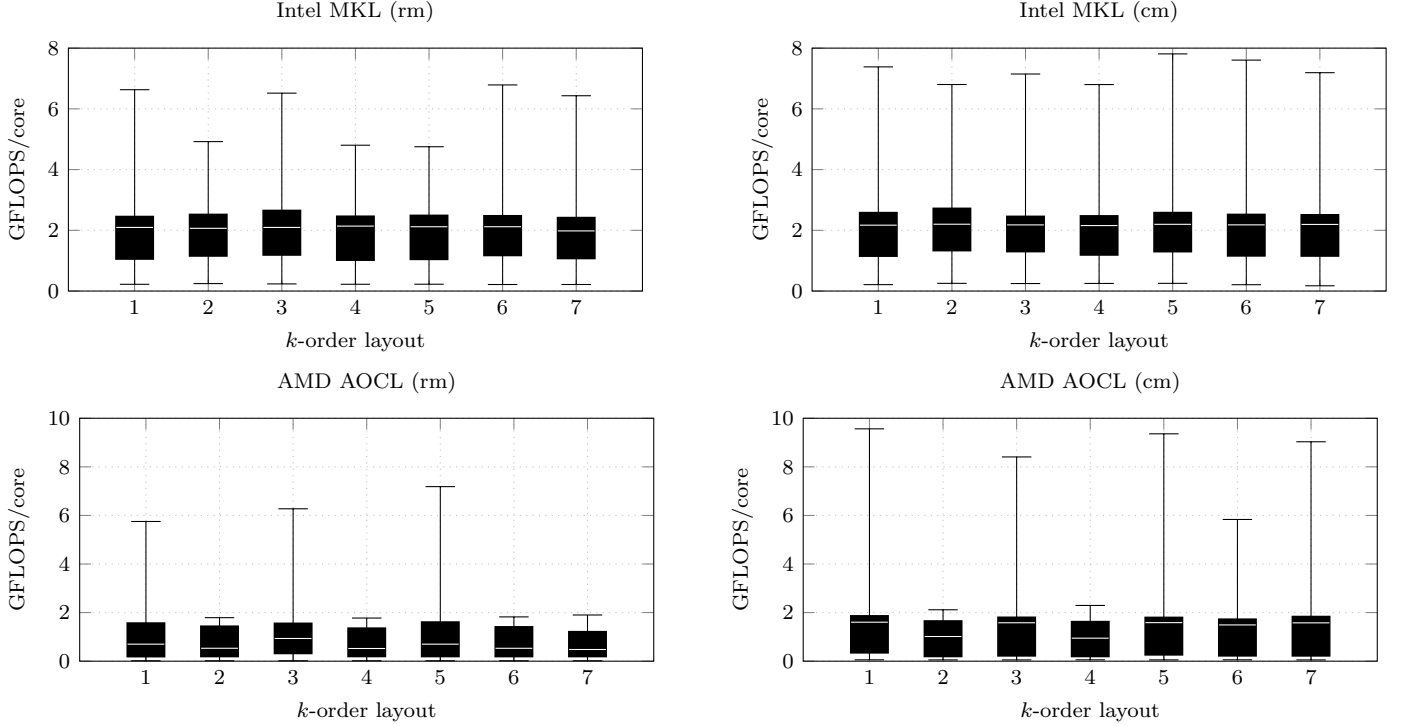 Intel MKL (rm)
GFLOPS/core
8
6
4
2
0
1 2 3 4 5 6 7
k-order layout
Intel MKL (cm)
GFLOPS/core
8
6
4
2
0
1 2 3 4 5 6 7
k-order layout
AMD AOCL (rm)
GFLOPS/core
10
8
6
4
2
0
1 2 3 4 5 6 7
k-order layout
AMD AOCL (cm)
GFLOPS/core
10
8
6
4
2
0
1 2 3 4 5 6 7
k-order layout